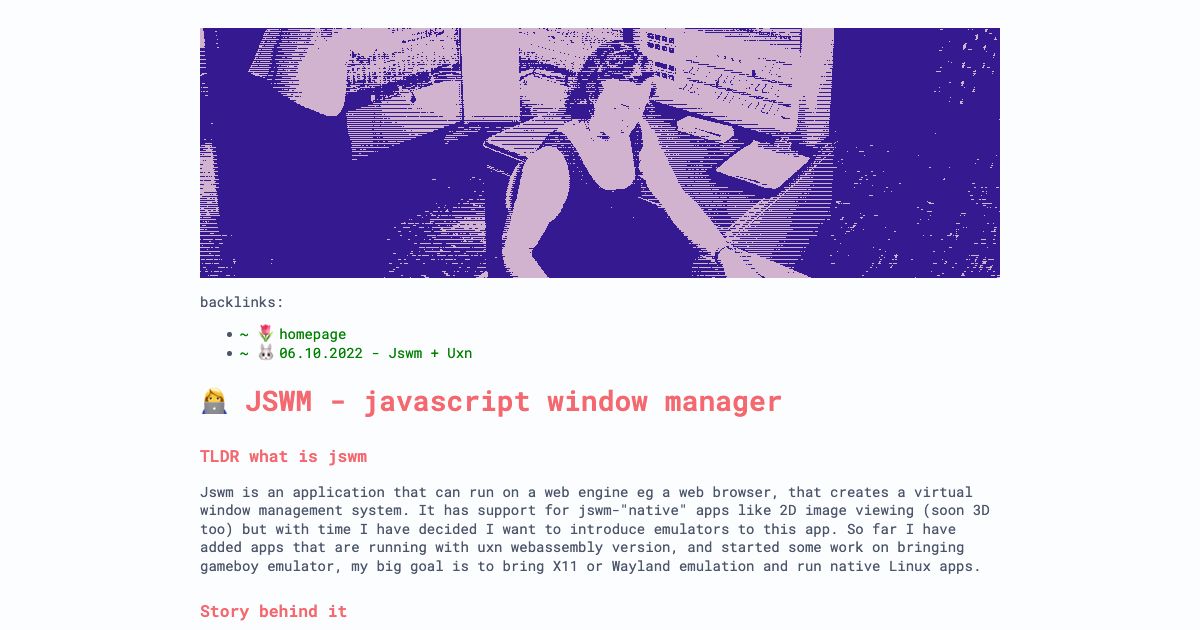 backlinks:
~ 🌷 homepage
~ 🐰 06.10.2022 - Jswm + Uxn
👩‍💻 JSWM - javascript window manager
TLDR what is jswm
Jswm is an application that can run on a web engine eg a web browser, that creates a virtual
window management system. It has support for jswm-"native" apps like 2D image viewing (soon 3D
too) but with time I have decided I want to introduce emulators to this app. So far I have
added apps that are running with uxn webassembly version, and started some work on bringing
gameboy emulator, my big goal is to bring X11 or Wayland emulation and run native Linux apps.
Story behind it